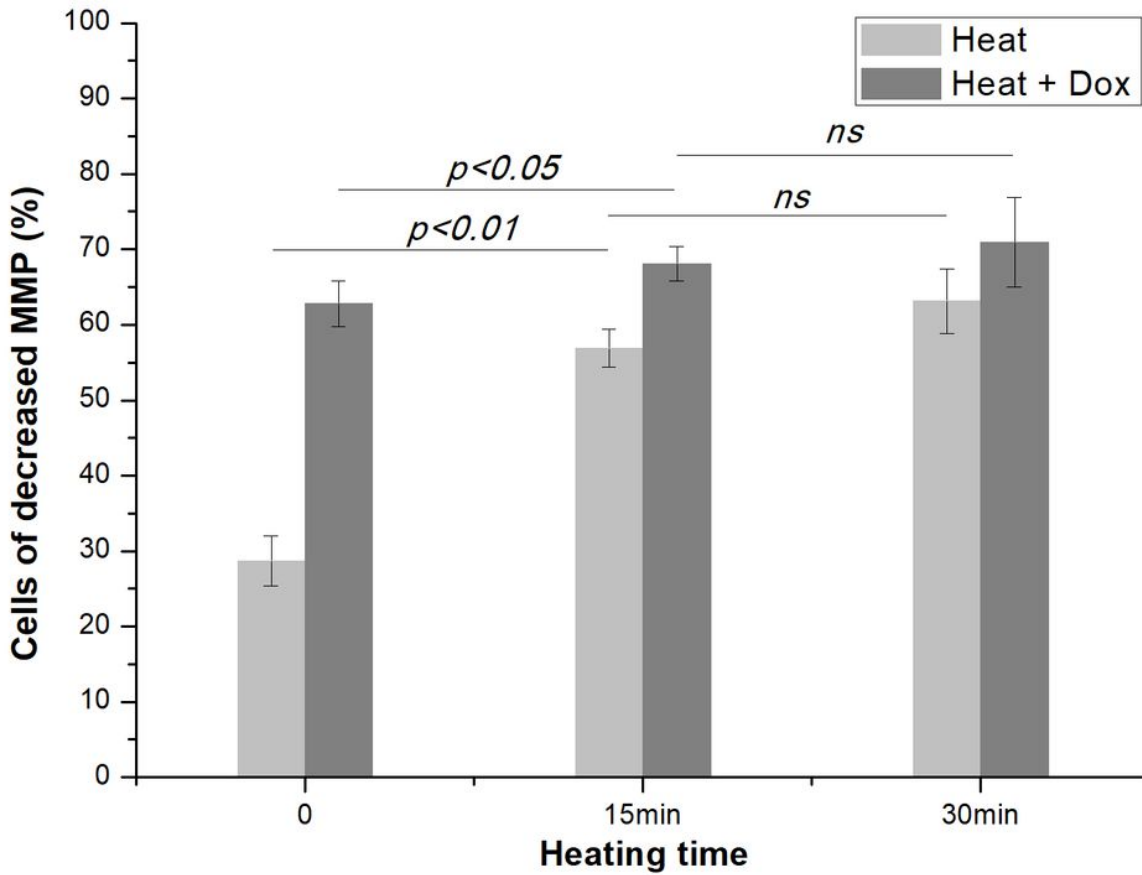 Heat
Heat + Dox
Cells of decreased MMP (%)
100
90
80
70
60
50
40
30
20
10
0
ns
p<0.05
ns
p<0.01
0
15min
30min
Heating time